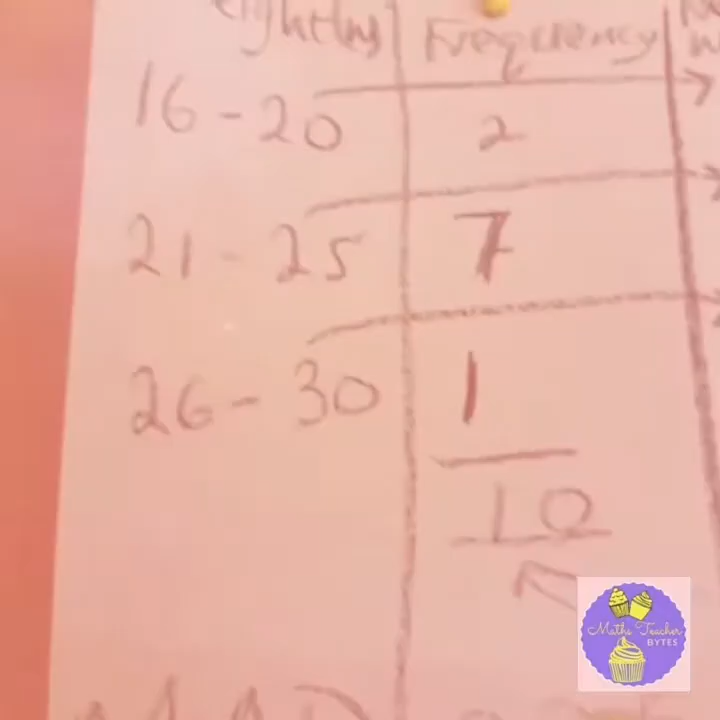 Frequency
16 - 20 2
21 - 25 7
26 - 30 1
10
Maths Teacher
BYTES